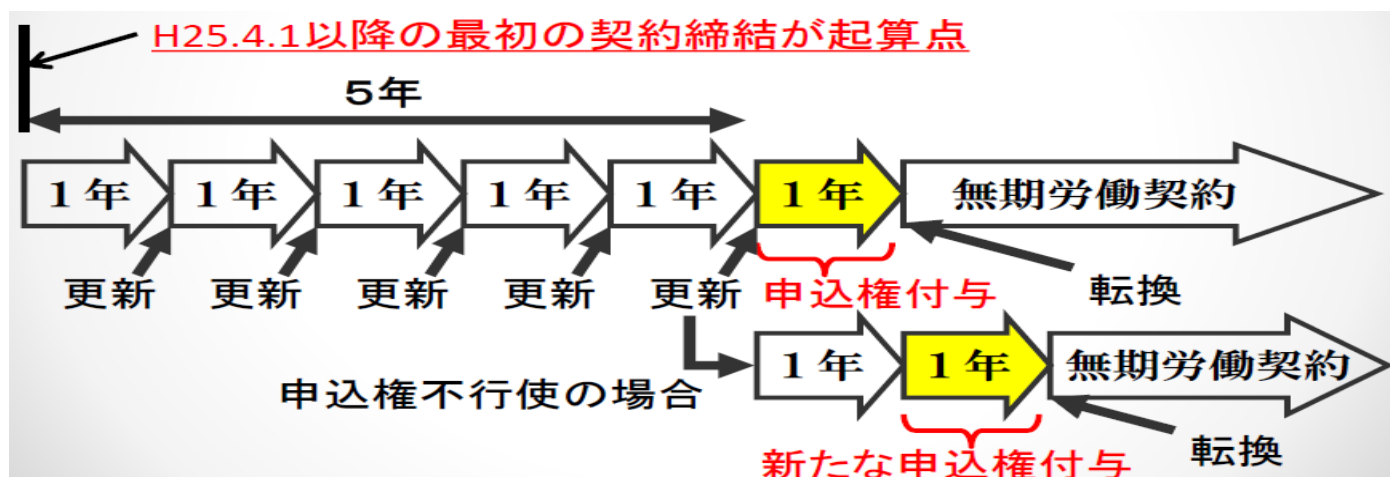 H25.4.1以降の最初の契約締結が起算点
5年
1年 1年 1年 1年 1年 1年 無期労働契約
更新 更新 更新 更新 更新 申込権付与 転換
1年 1年 無期労働契約
申込権不行使の場合
新たな申込権付与 転換